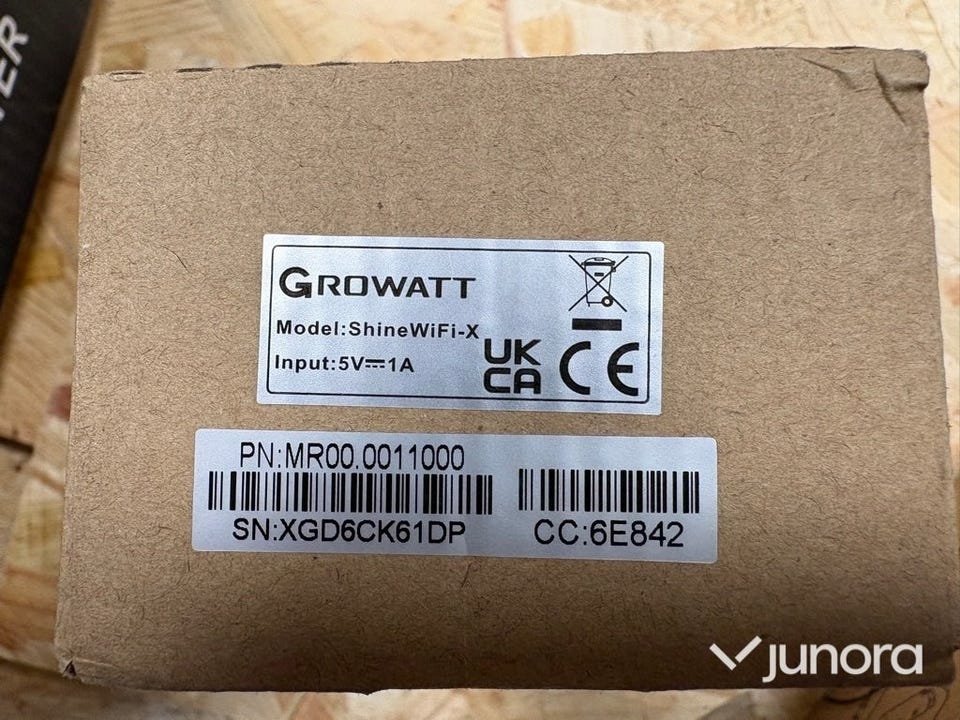 GROWATT
Model:ShineWiFi-X
Input:5V⎓1A
UK
CA
CE
PN:MR00.0011000
SN:XGD6CK61DP
CC:6E842
junora